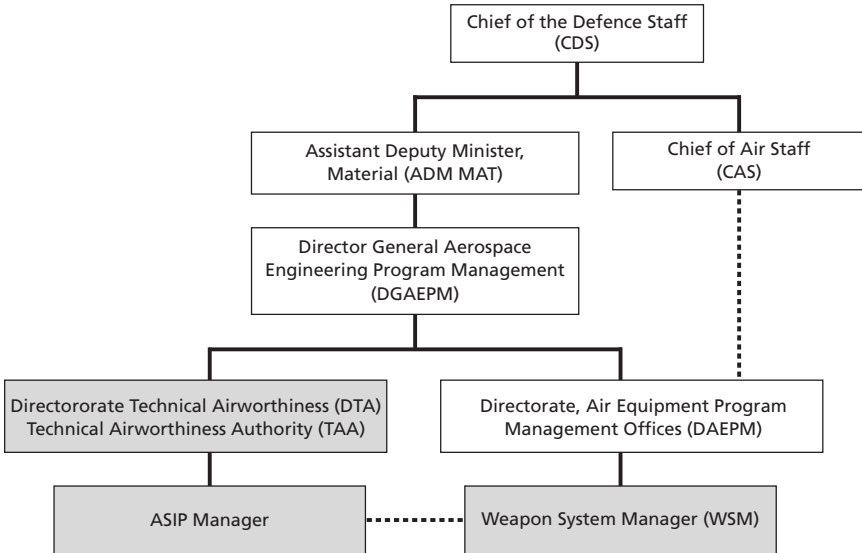 Chief of the Defence Staff
(CDS)
Assistant Deputy Minister,
Material (ADM MAT)
Chief of Air Staff
(CAS)
Director General Aerospace
Engineering Program Management
(DGAEPM)
Directororate Technical Airworthiness (DTA)
Technical Airworthiness Authority (TAA)
Directorate, Air Equipment Program
Management Offices (DAEPM)
ASIP Manager
Weapon System Manager (WSM)